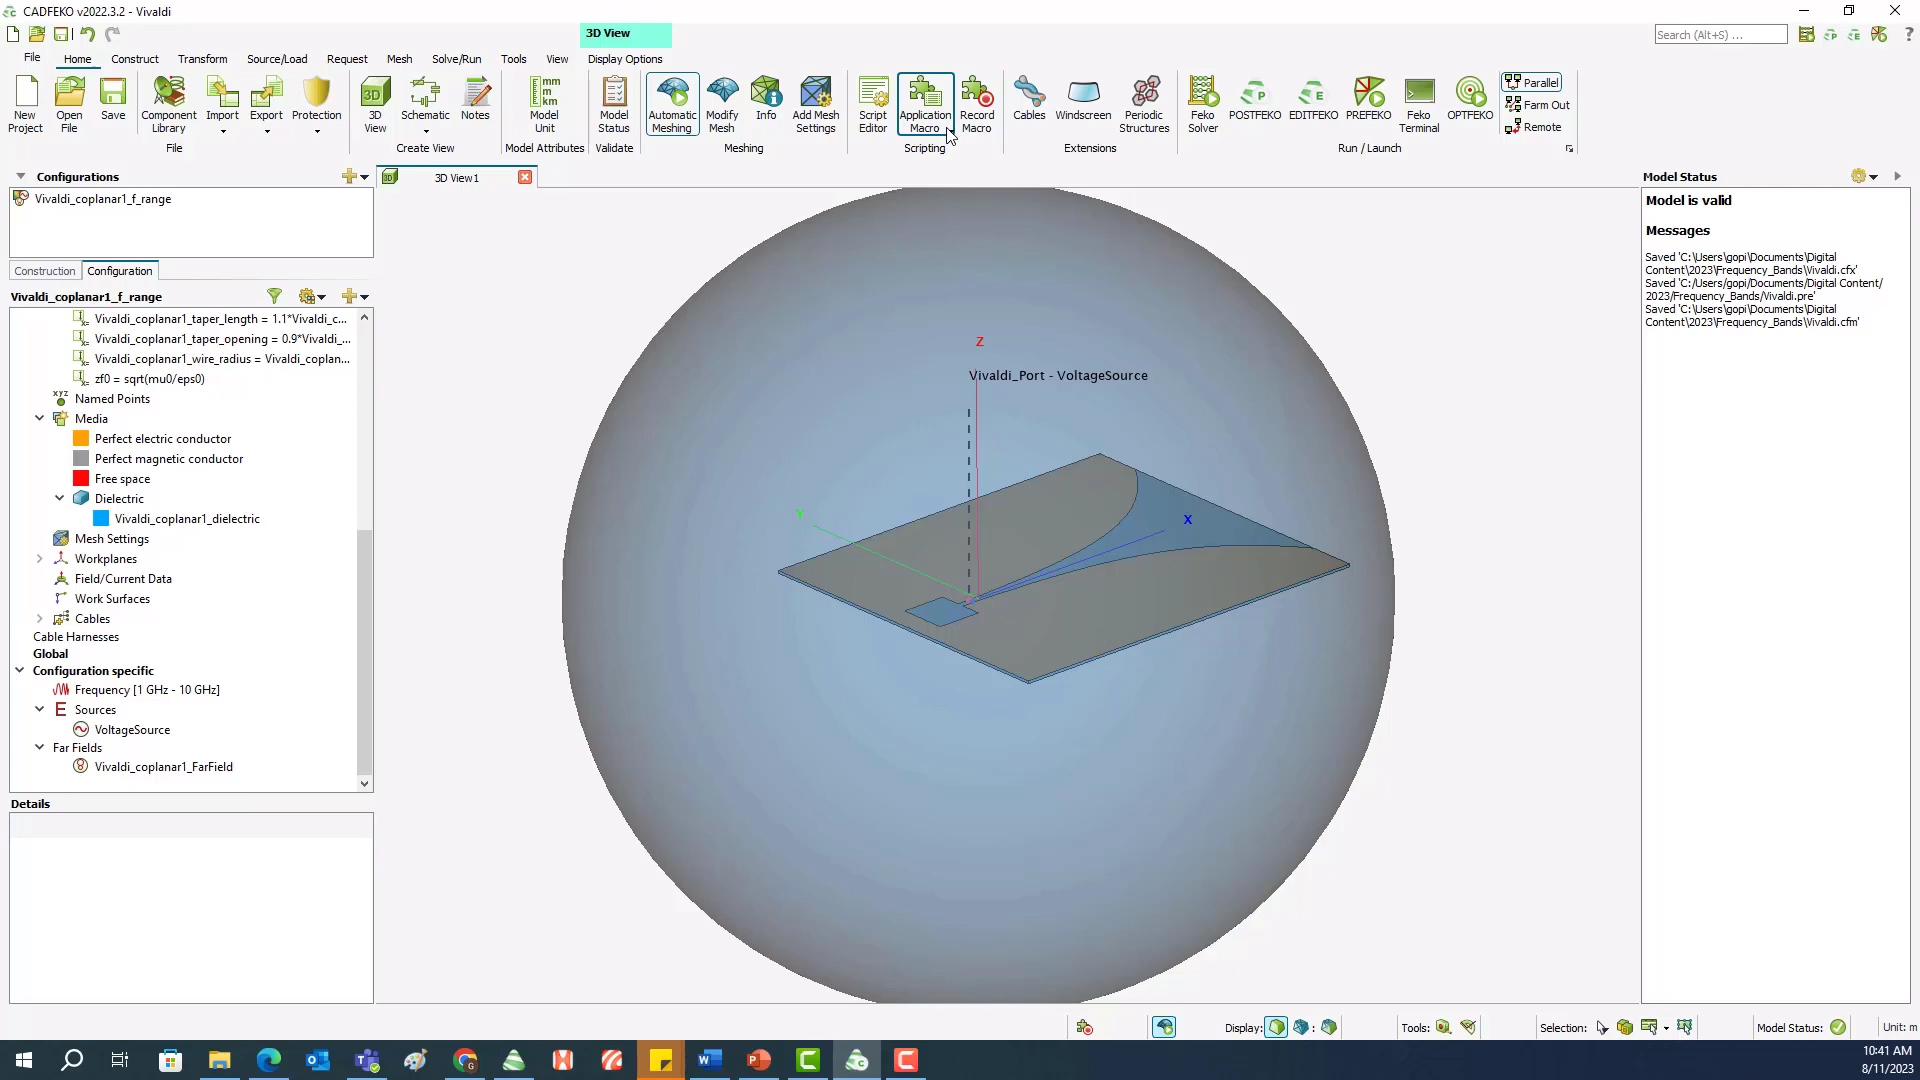 CADFEKO v2022.3.2 - Vivaldi
3D View
Search (Alt+S) ...
File
Home
Construct
Transform
Source/Load
Request
Mesh
Solve/Run
Tools
View
Display Options
New Project
Open File
Save
Component Library
Import
Export
Protection
File
3D View
Schematic
Notes
Create View
Model Unit
Model Attributes
Model Status
Validate
Automatic Meshing
Modify Mesh
Info
Add Mesh Settings
Meshing
Script Editor
Application Macro
Record Macro
Scripting
Cables
Windscreen
Periodic Structures
Extensions
Feko Solver
POSTFEKO
EDITFEKO
PREFEKO
Feko Terminal
OPTFEKO
Parallel
Farm Out
Remote
Run / Launch
Configurations
Vivaldi_coplanar1_f_range
Construction
Configuration
Vivaldi_coplanar1_f_range
Vivaldi_coplanar1_taper_length = 1.1*Vivaldi_c...
Vivaldi_coplanar1_taper_opening = 0.9*Vivaldi_...
Vivaldi_coplanar1_wire_radius = Vivaldi_coplan...
zf0 = sqrt(mu0/eps0)
Named Points
Media
Perfect electric conductor
Perfect magnetic conductor
Free space
Dielectric
Vivaldi_coplanar1_dielectric
Mesh Settings
Workplanes
Field/Current Data
Work Surfaces
Cables
Cable Harnesses
Global
Configuration specific
Frequency [1 GHz - 10 GHz]
Sources
VoltageSource
Far Fields
Vivaldi_coplanar1_FarField
Details
3D View1
Z
Vivaldi_Port - VoltageSource
Y
X
Model Status
Model is valid
Messages
Saved 'C:\Users\gopi\Documents\Digital
Content\2023\Frequency_Bands\Vivaldi.cfx'
Saved 'C:/Users/gopi/Documents/Digital Content/
2023/Frequency_Bands/Vivaldi.pre'
Saved 'C:\Users\gopi\Documents\Digital
Content\2023\Frequency_Bands\Vivaldi.cfm'
Display:
Tools:
Selection:
Model Status:
Unit: m
10:41 AM
8/11/2023